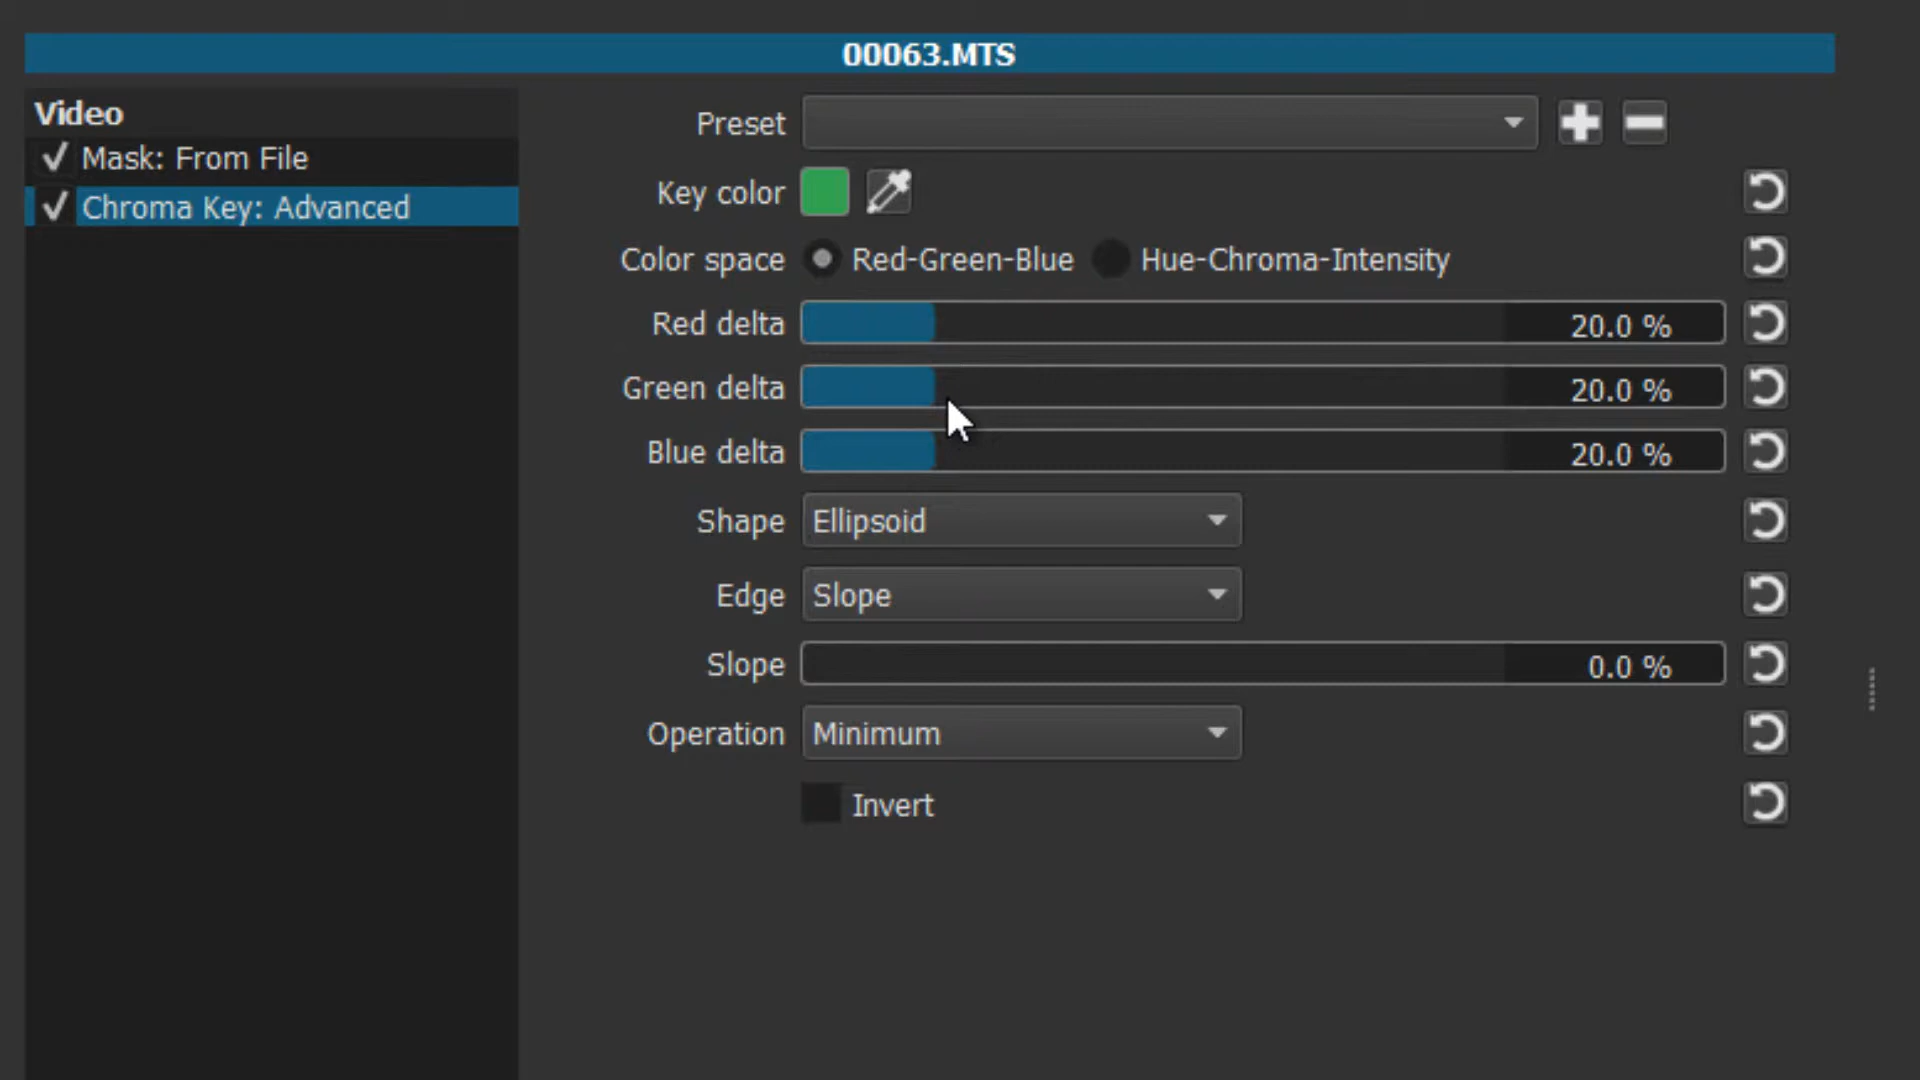 00063.MTS
Video
Mask: From File
Chroma Key: Advanced
Preset
Key color
Color space Red-Green-Blue Hue-Chroma-Intensity
Red delta 20.0 %
Green delta 20.0 %
Blue delta 20.0 %
Shape Ellipsoid
Edge Slope
Slope 0.0 %
Operation Minimum
Invert